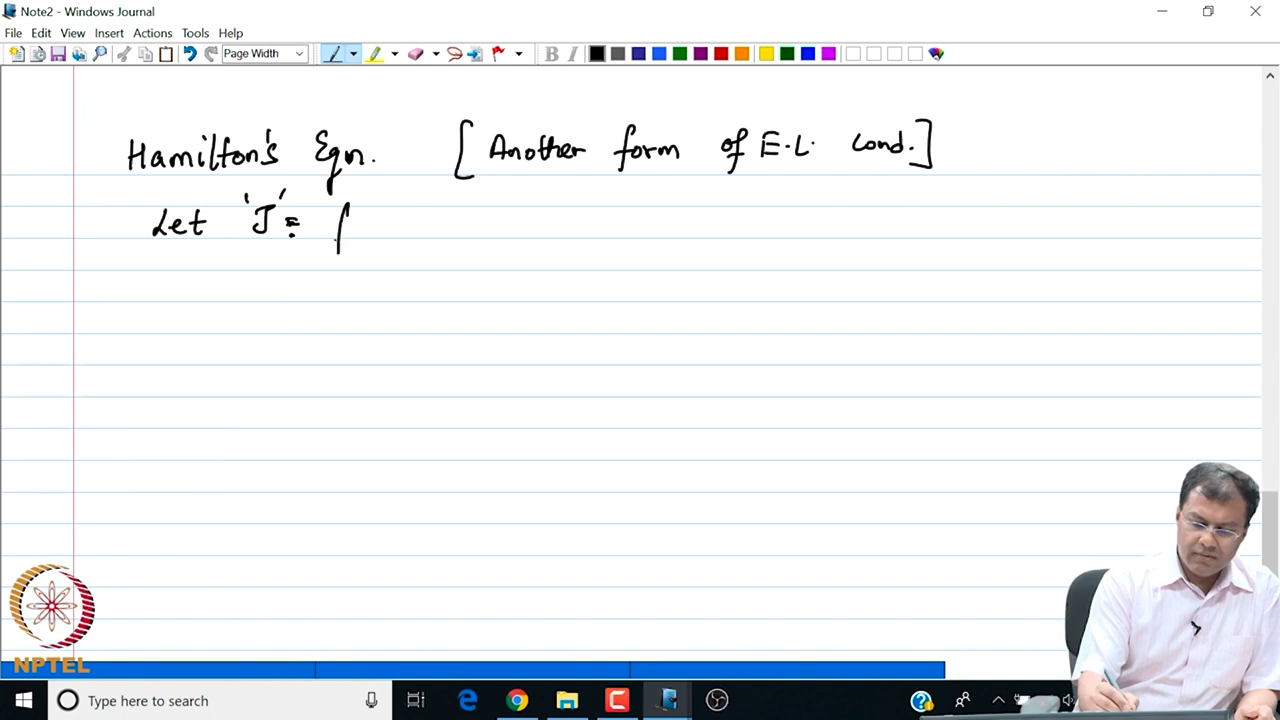 Note2 - Windows Journal
File Edit View Insert Actions Tools Help
Page Width
B I
Hamilton's Eqn. [Another form of E.L. cond.]
Let 'J' = ∫
NPTEL
Type here to search